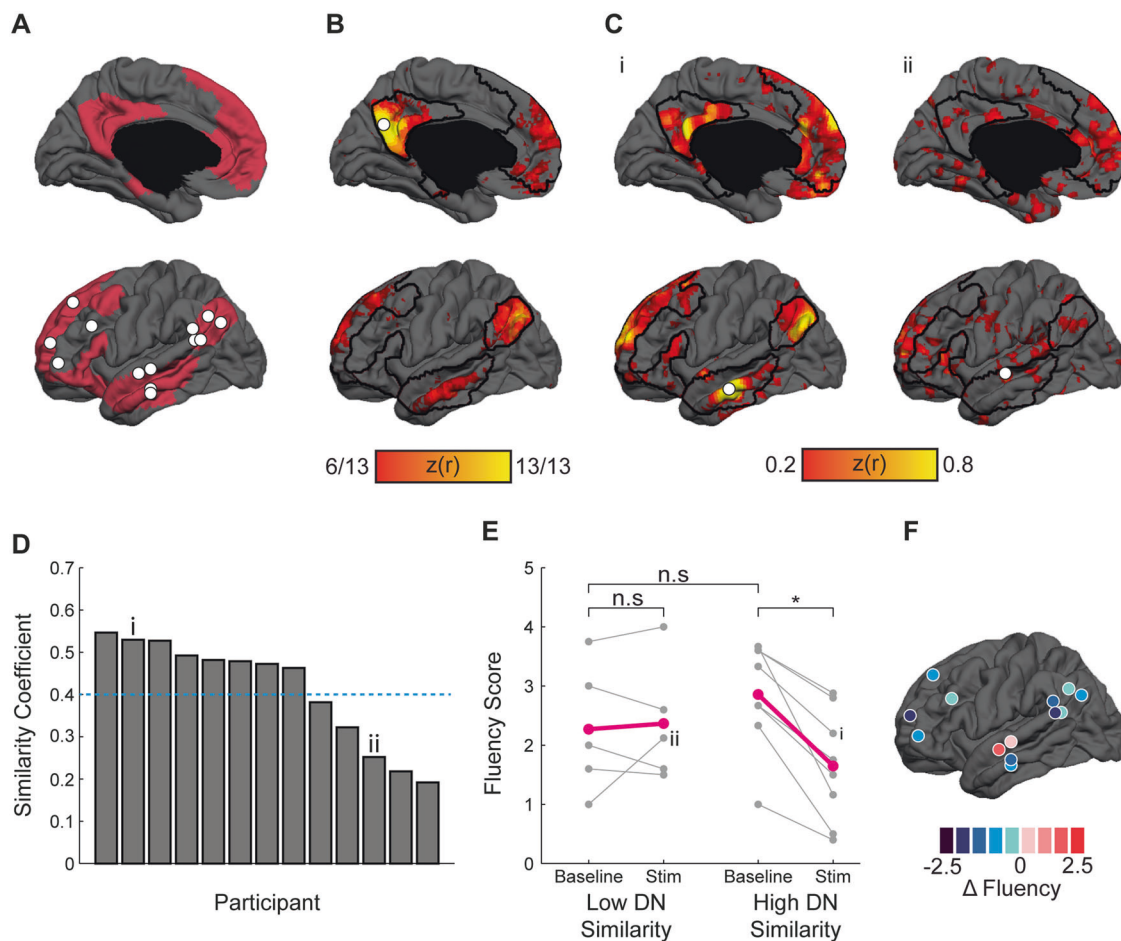 A
B
C
i
ii
6/13 z(r) 13/13
0.2 z(r) 0.8
D
Similarity Coefficient
0.7
0.6
0.5
0.4
0.3
0.2
0.1
0
i
ii
Participant
E
Fluency Score
5
4
3
2
1
0
n.s
n.s
*
ii
i
Baseline Stim Baseline Stim
Low DN High DN
Similarity Similarity
F
-2.5 0 2.5
Δ Fluency